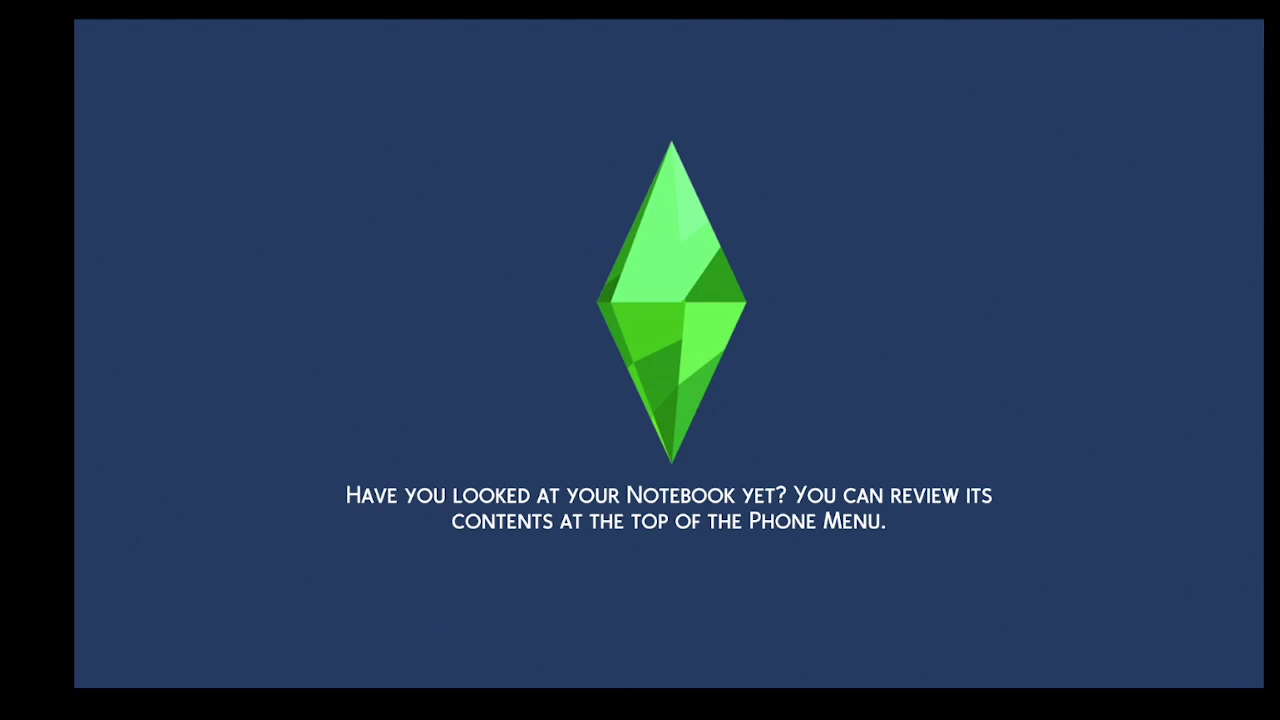 Have you looked at your Notebook yet? You can review its
contents at the top of the Phone Menu.